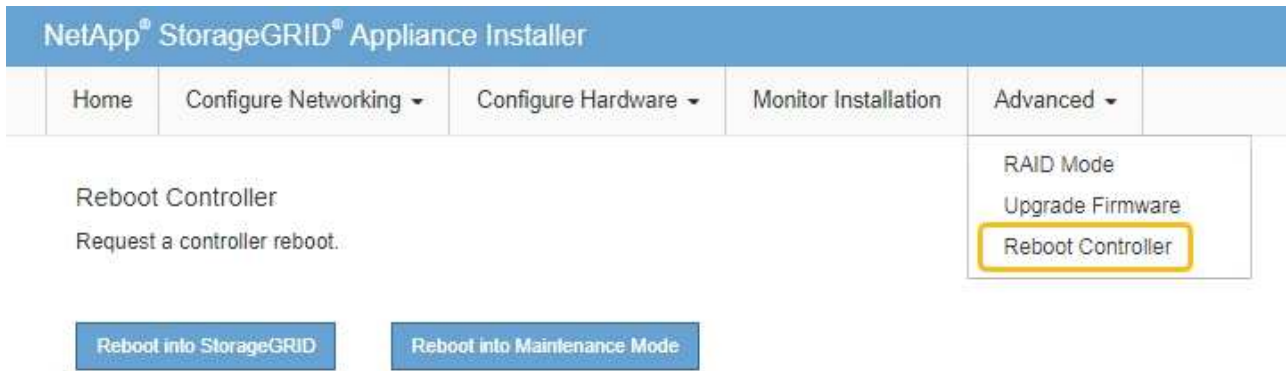 NetApp® StorageGRID® Appliance Installer
Home Configure Networking Configure Hardware Monitor Installation Advanced
RAID Mode
Upgrade Firmware
Reboot Controller
Reboot Controller
Request a controller reboot.
Reboot into StorageGRID Reboot into Maintenance Mode